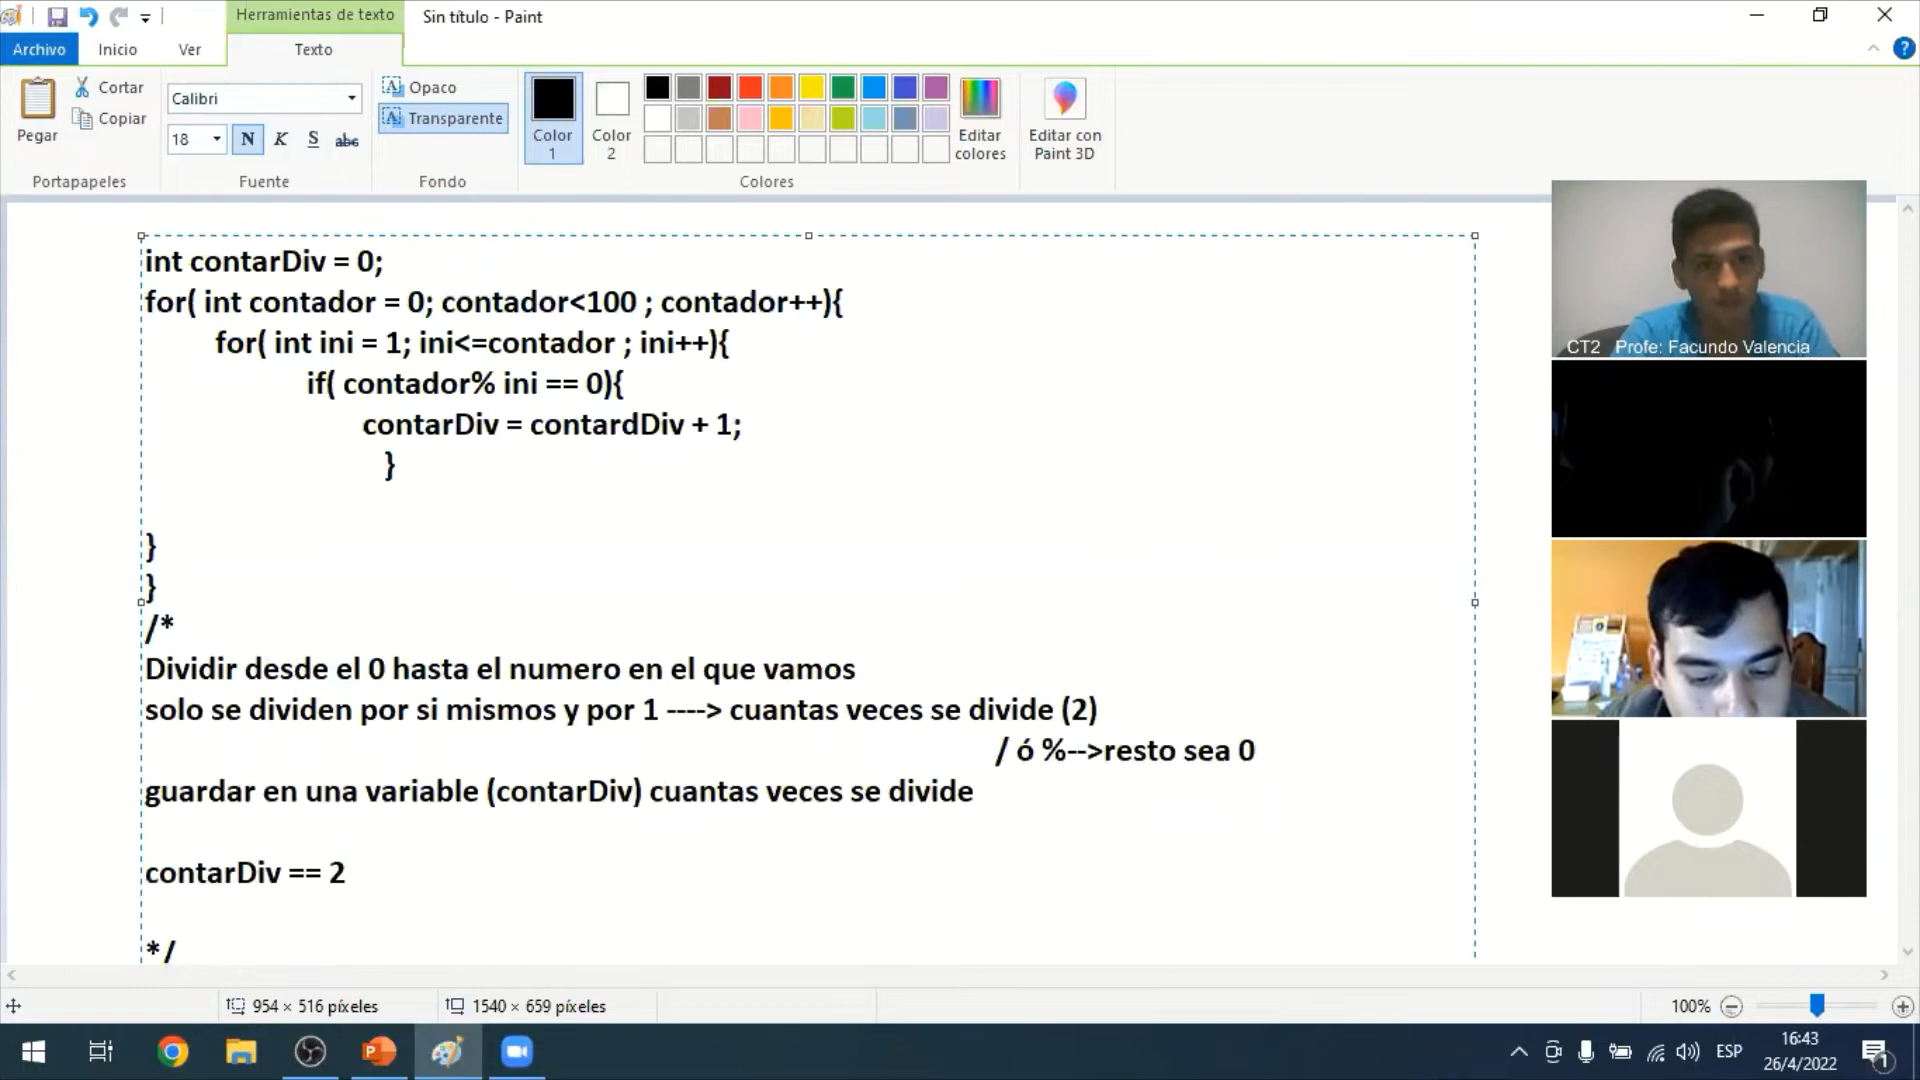 Herramientas de texto
Sin título - Paint
Archivo
Inicio
Ver
Texto
Pegar
Cortar
Copiar
Portapapeles
Calibri
18
N
K
S
abc
Fuente
Opaco
Transparente
Fondo
Color 1
Color 2
Editar colores
Colores
Editar con Paint 3D
int contarDiv = 0;
for( int contador = 0; contador<100 ; contador++){
for( int ini = 1; ini<=contador ; ini++){
if( contador% ini == 0){
contarDiv = contardDiv + 1;
}
}
}
/*
Dividir desde el 0 hasta el numero en el que vamos
solo se dividen por si mismos y por 1 ----> cuantas veces se divide (2)
/ ó %-->resto sea 0
guardar en una variable (contarDiv) cuantas veces se divide
contarDiv == 2
*/
CT2 Profe: Facundo Valencia
954 × 516 píxeles
1540 × 659 píxeles
100%
ESP
16:43
26/4/2022
1